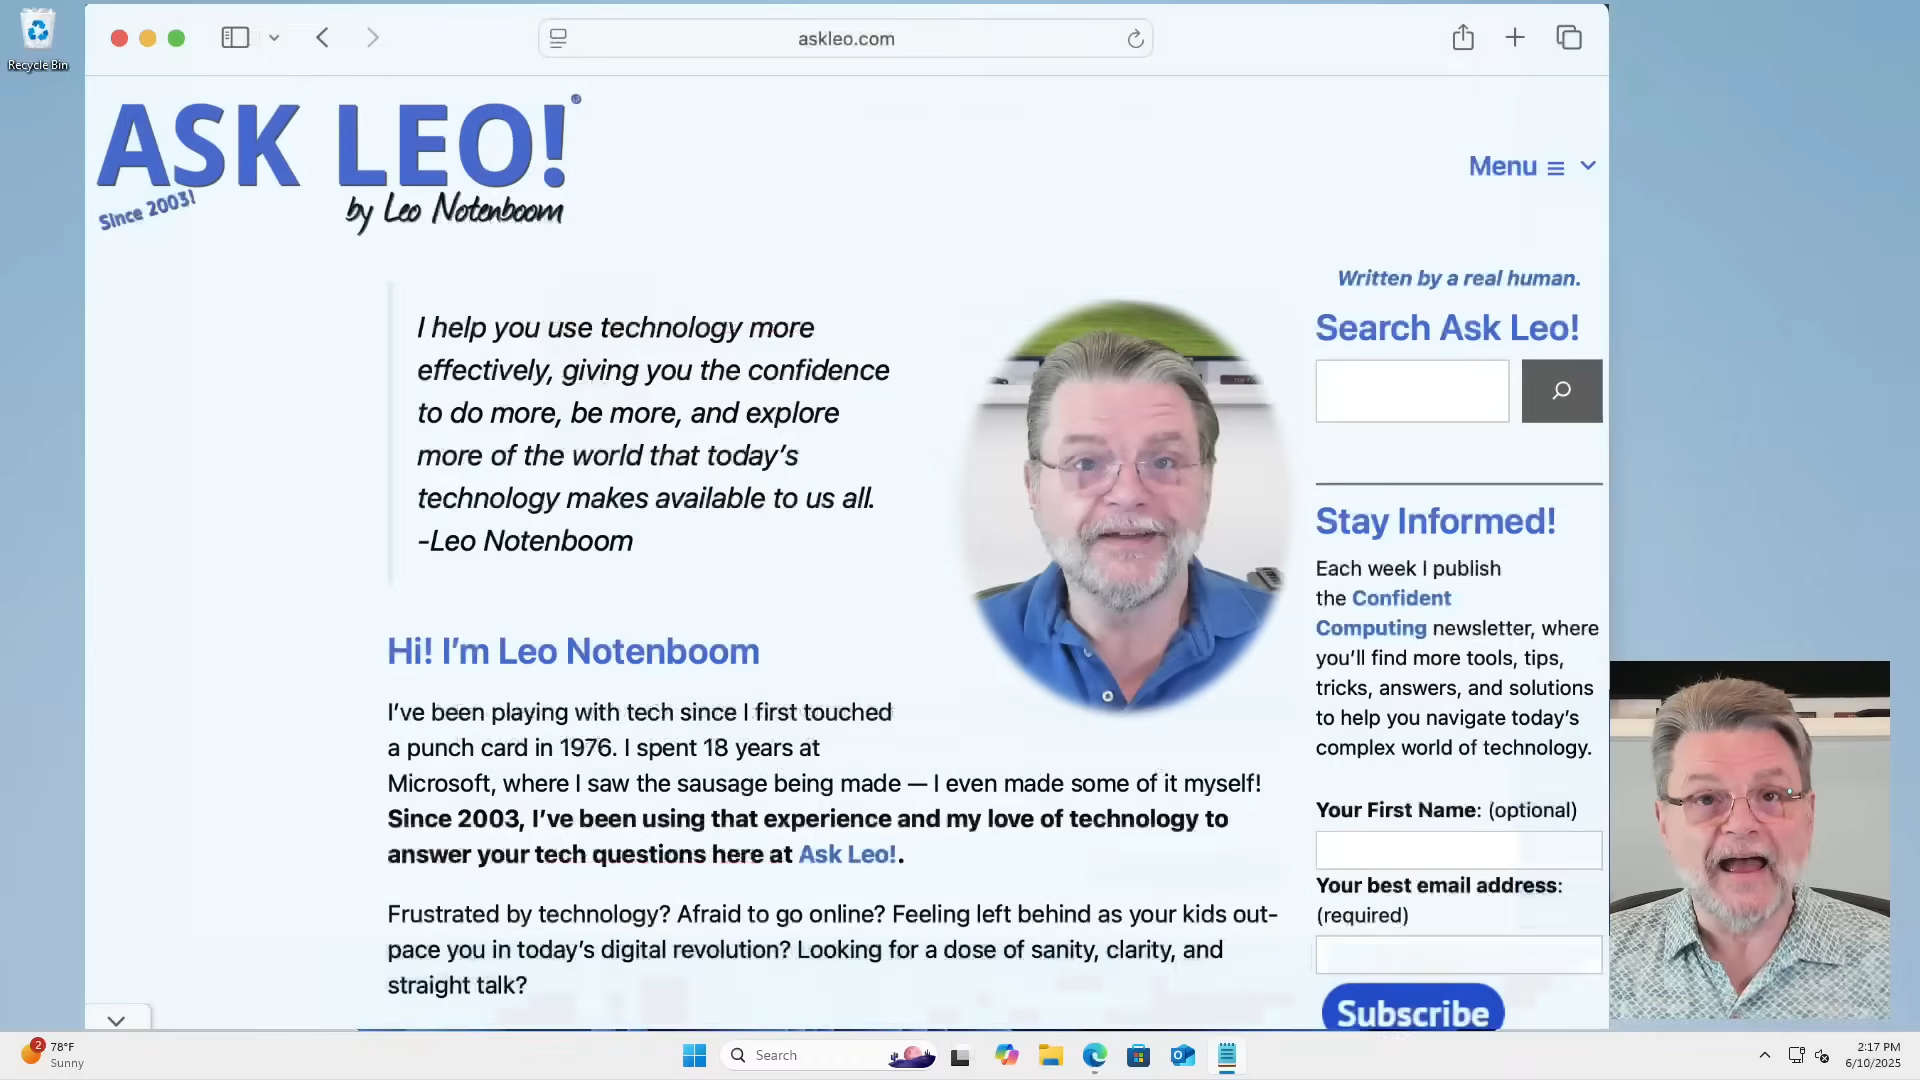 Recycle Bin
askleo.com
ASK LEO!
Since 2003!
by Leo Notenboom
Menu
I help you use technology more
effectively, giving you the confidence
to do more, be more, and explore
more of the world that today’s
technology makes available to us all.
-Leo Notenboom
Hi! I’m Leo Notenboom
I’ve been playing with tech since I first touched
a punch card in 1976. I spent 18 years at
Microsoft, where I saw the sausage being made — I even made some of it myself!
Since 2003, I’ve been using that experience and my love of technology to
answer your tech questions here at Ask Leo!.
Frustrated by technology? Afraid to go online? Feeling left behind as your kids out-
pace you in today’s digital revolution? Looking for a dose of sanity, clarity, and
straight talk?
Written by a real human.
Search Ask Leo!
Stay Informed!
Each week I publish
the Confident
Computing newsletter, where
you’ll find more tools, tips,
tricks, answers, and solutions
to help you navigate today’s
complex world of technology.
Your First Name: (optional)
Your best email address:
(required)
Subscribe
2
78°F
Sunny
Search
2:17 PM
6/10/2025